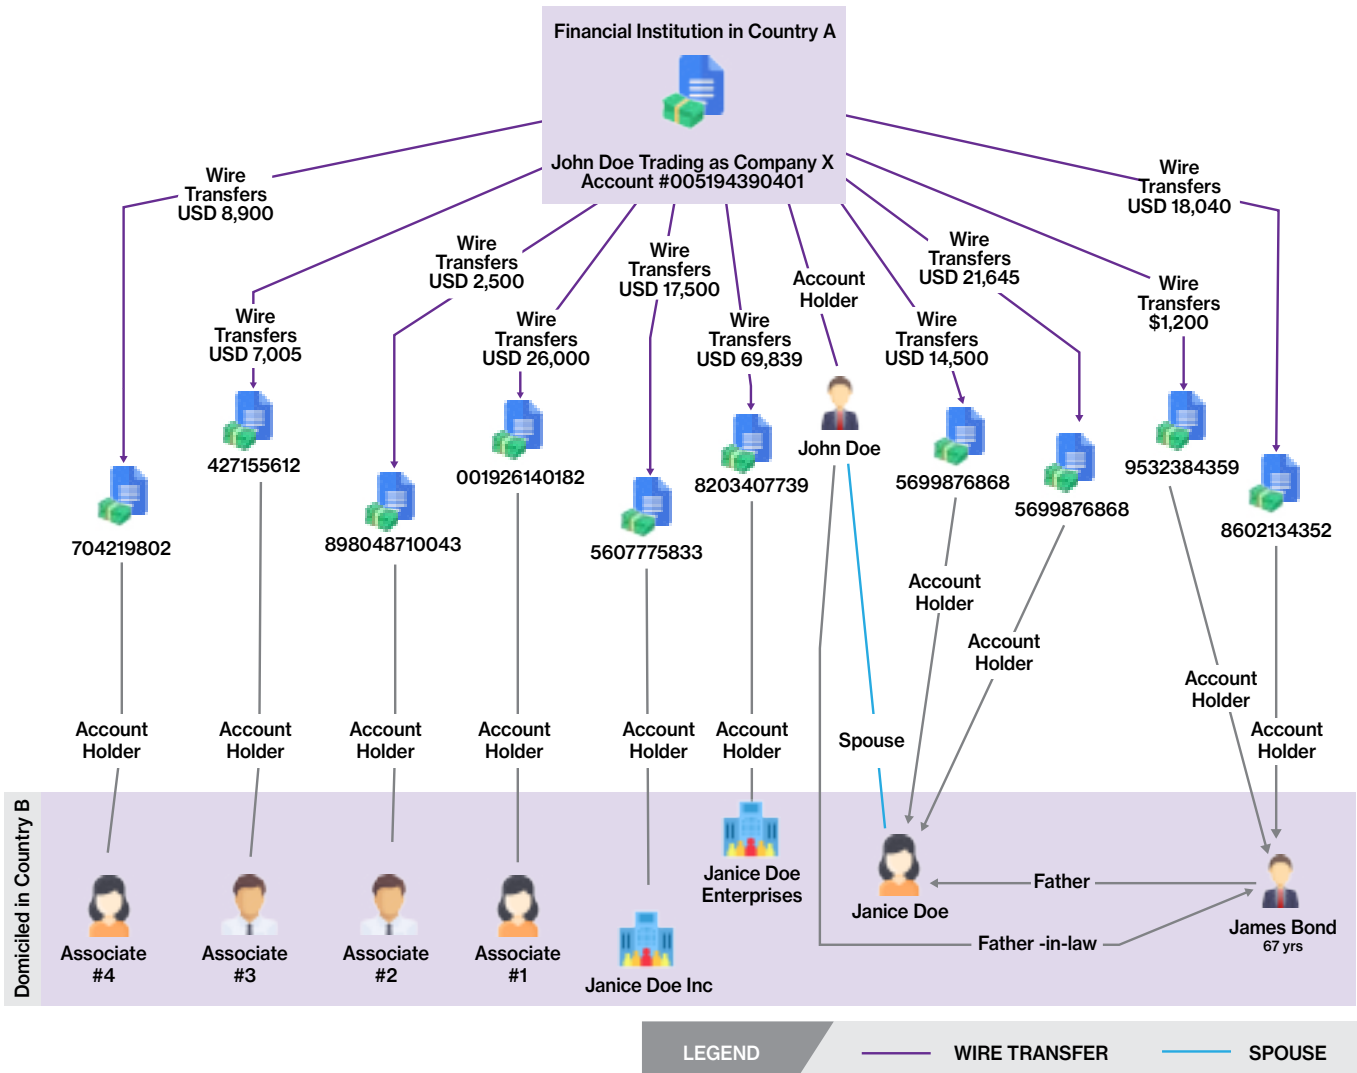 Financial Institution in Country A
John Doe Trading as Company X
Account #005194390401
Wire
Transfers
USD 8,900
Wire
Transfers
USD 7,005
Wire
Transfers
USD 2,500
Wire
Transfers
USD 26,000
Wire
Transfers
USD 17,500
Wire
Transfers
USD 69,839
Account
Holder
Wire
Transfers
USD 14,500
Wire
Transfers
USD 21,645
Wire
Transfers
$1,200
Wire
Transfers
USD 18,040
704219802
427155612
898048710043
001926140182
5607775833
8203407739
John Doe
5699876868
5699876868
9532384359
8602134352
Account
Holder
Account
Holder
Account
Holder
Account
Holder
Account
Holder
Account
Holder
Spouse
Account
Holder
Account
Holder
Account
Holder
Account
Holder
Domiciled in Country B
Associate
#4
Associate
#3
Associate
#2
Associate
#1
Janice Doe Inc
Janice Doe
Enterprises
Janice Doe
Father
Father -in-law
James Bond
67 yrs
LEGEND
WIRE TRANSFER
SPOUSE